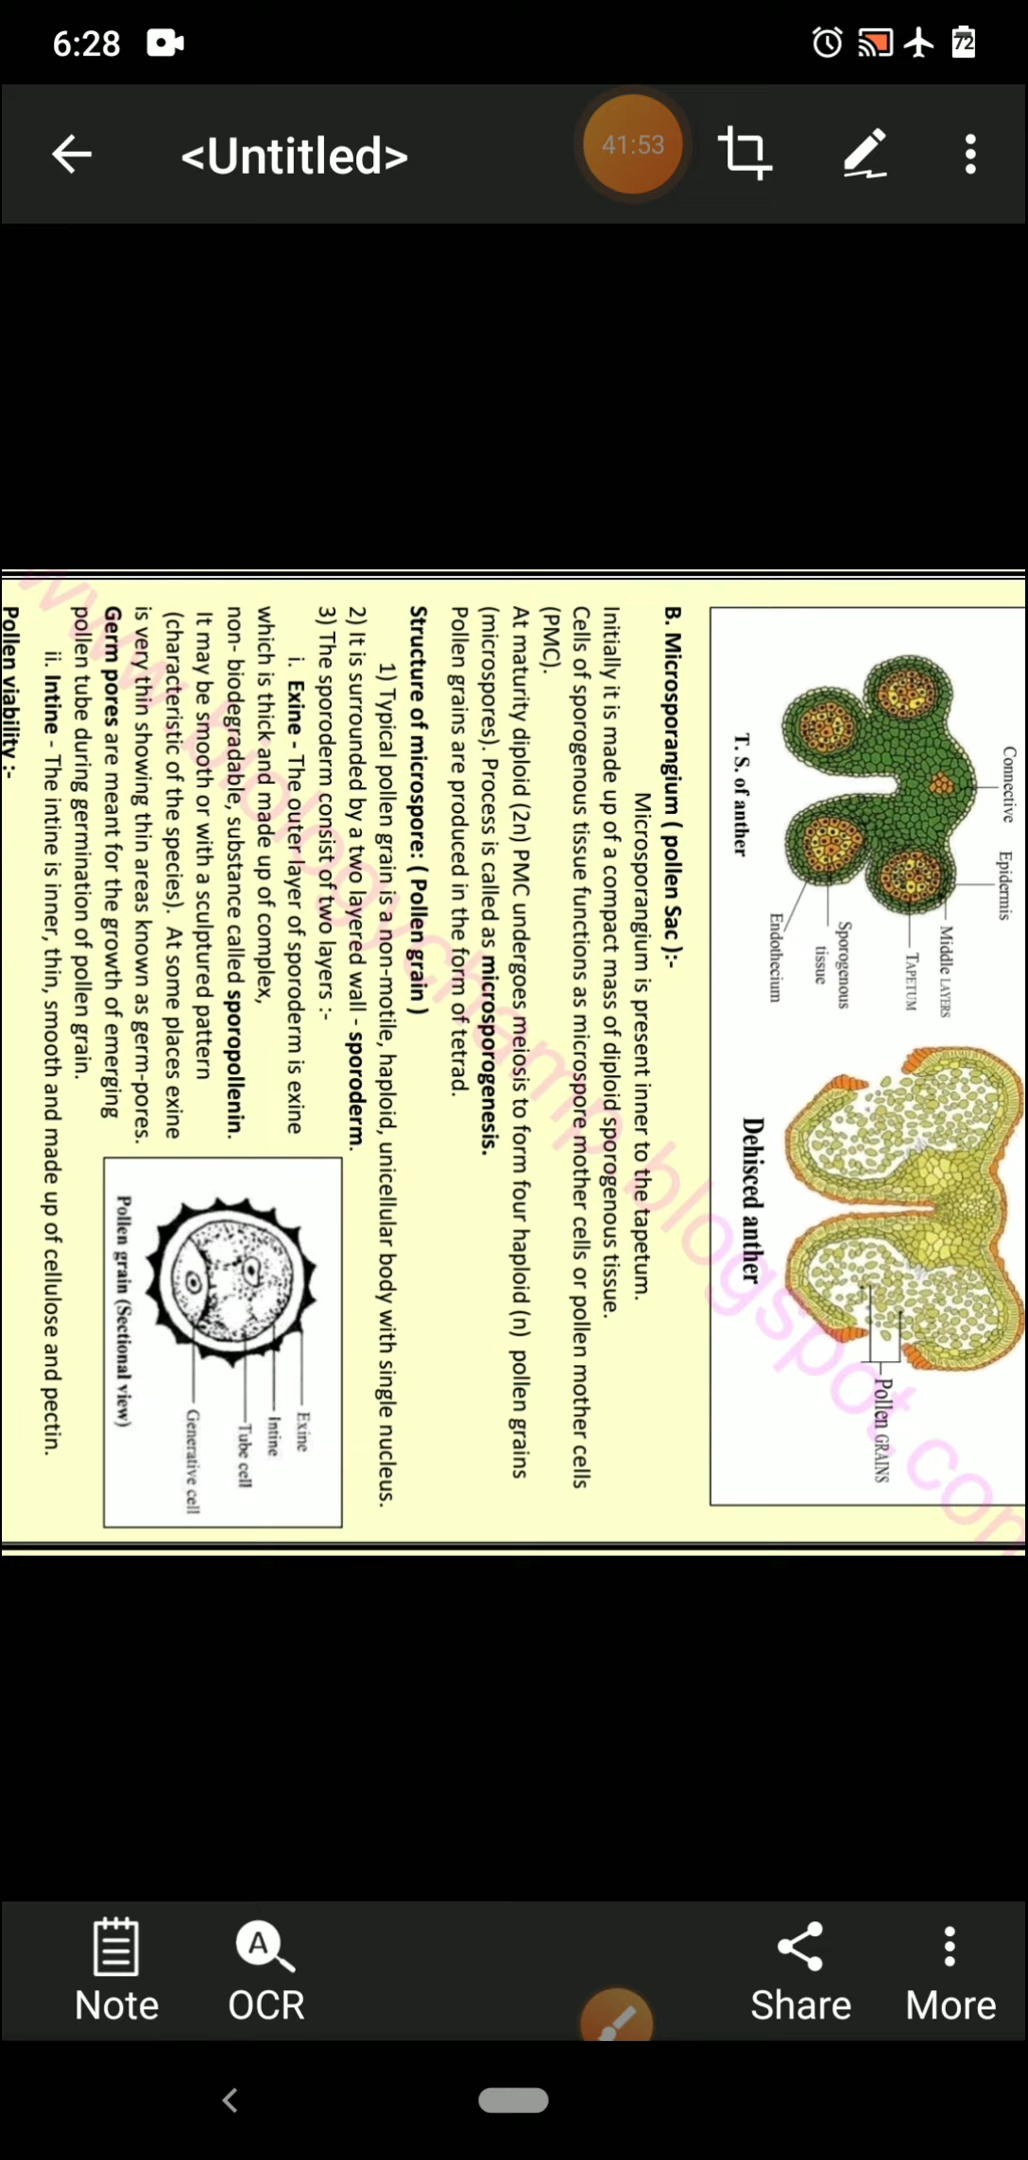 6:28
72
<Untitled>
41:53
Connective
Epidermis
Middle LAYERS
TAPETUM
Sporogenous
tissue
Endothecium
T. S. of anther
Dehisced anther
Pollen GRAINS
B. Microsporangium ( pollen Sac ):-
Microsporangium is present inner to the tapetum.
Initially it is made up of a compact mass of diploid sporogenous tissue.
Cells of sporogenous tissue functions as microspore mother cells or pollen mother cells
(PMC).
At maturity diploid (2n) PMC undergoes meiosis to form four haploid (n) pollen grains
(microspores). Process is called as microsporogenesis.
Pollen grains are produced in the form of tetrad.
Structure of microspore: ( Pollen grain )
1) Typical pollen grain is a non-motile, haploid, unicellular body with single nucleus.
2) It is surrounded by a two layered wall - sporoderm.
3) The sporoderm consist of two layers :-
i. Exine - The outer layer of sporoderm is exine
which is thick and made up of complex,
non- biodegradable, substance called sporopollenin.
It may be smooth or with a sculptured pattern
(characteristic of the species). At some places exine
is very thin showing thin areas known as germ-pores.
Germ pores are meant for the growth of emerging
pollen tube during germination of pollen grain.
Exine
Intine
Tube cell
Generative cell
Pollen grain (Sectional view)
ii. Intine - The intine is inner, thin, smooth and made up of cellulose and pectin.
Pollen viability :-
www.biologychamp.blogspot.com
Note
OCR
Share
More